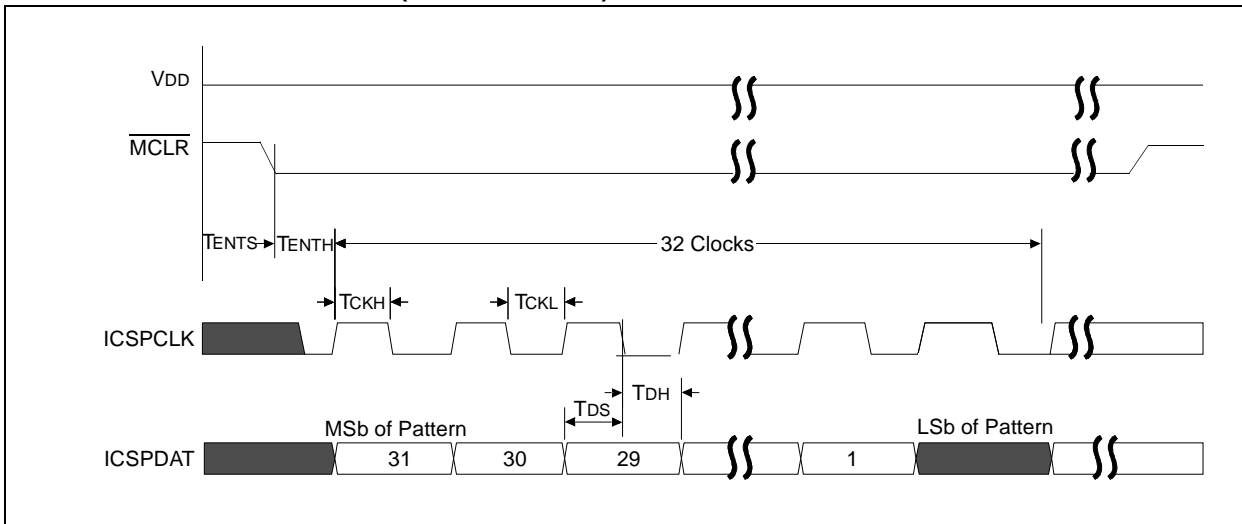 VDD
MCLR
TENTS TENTH 32 Clocks
TCKH TCKL
ICSPCLK
TDH
TDS
MSb of Pattern LSb of Pattern
ICSPDAT 31 30 29 1